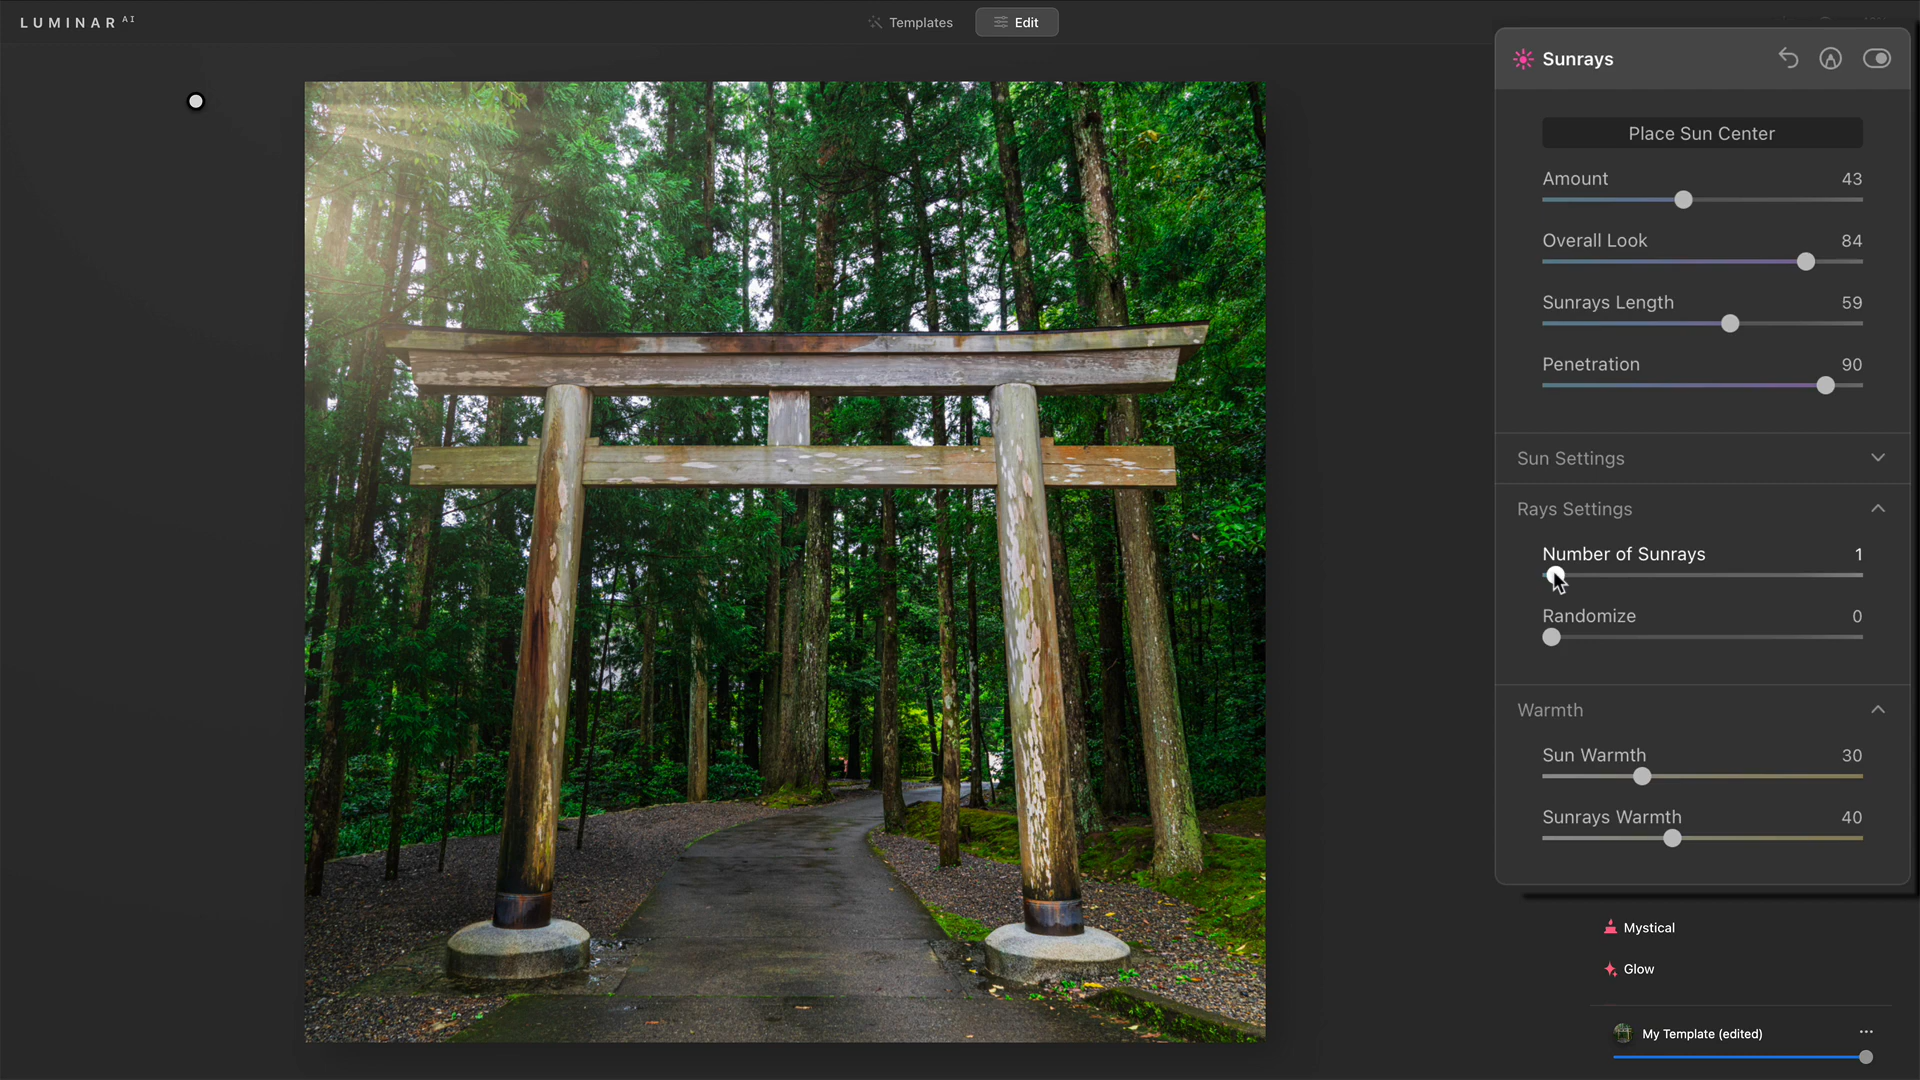 LUMINAR AI
Templates
Edit
Sunrays
Place Sun Center
Amount 43
Overall Look 84
Sunrays Length 59
Penetration 90
Sun Settings
Rays Settings
Number of Sunrays 1
Randomize 0
Warmth
Sun Warmth 30
Sunrays Warmth 40
Mystical
Glow
My Template (edited)